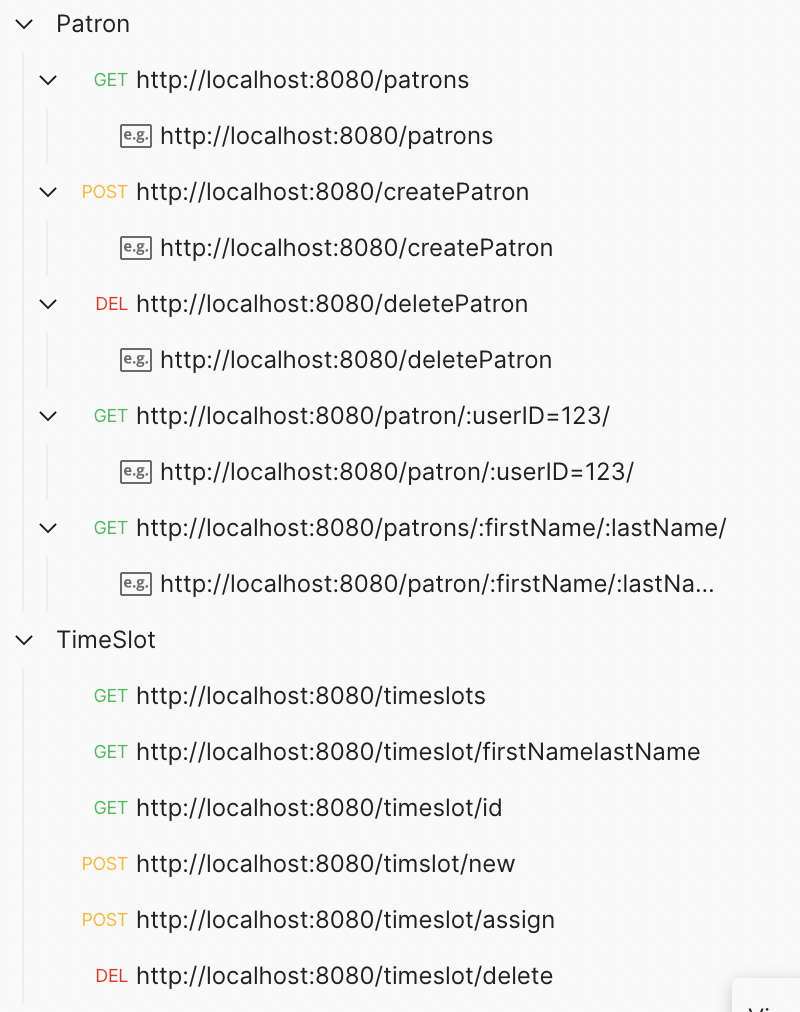 Patron
GET http://localhost:8080/patrons
e.g. http://localhost:8080/patrons
POST http://localhost:8080/createPatron
e.g. http://localhost:8080/createPatron
DEL http://localhost:8080/deletePatron
e.g. http://localhost:8080/deletePatron
GET http://localhost:8080/patron/:userID=123/
e.g. http://localhost:8080/patron/:userID=123/
GET http://localhost:8080/patrons/:firstName/:lastName/
e.g. http://localhost:8080/patron/:firstName/:lastNa...
TimeSlot
GET http://localhost:8080/timeslots
GET http://localhost:8080/timeslot/firstNamelastName
GET http://localhost:8080/timeslot/id
POST http://localhost:8080/timslot/new
POST http://localhost:8080/timeslot/assign
DEL http://localhost:8080/timeslot/delete